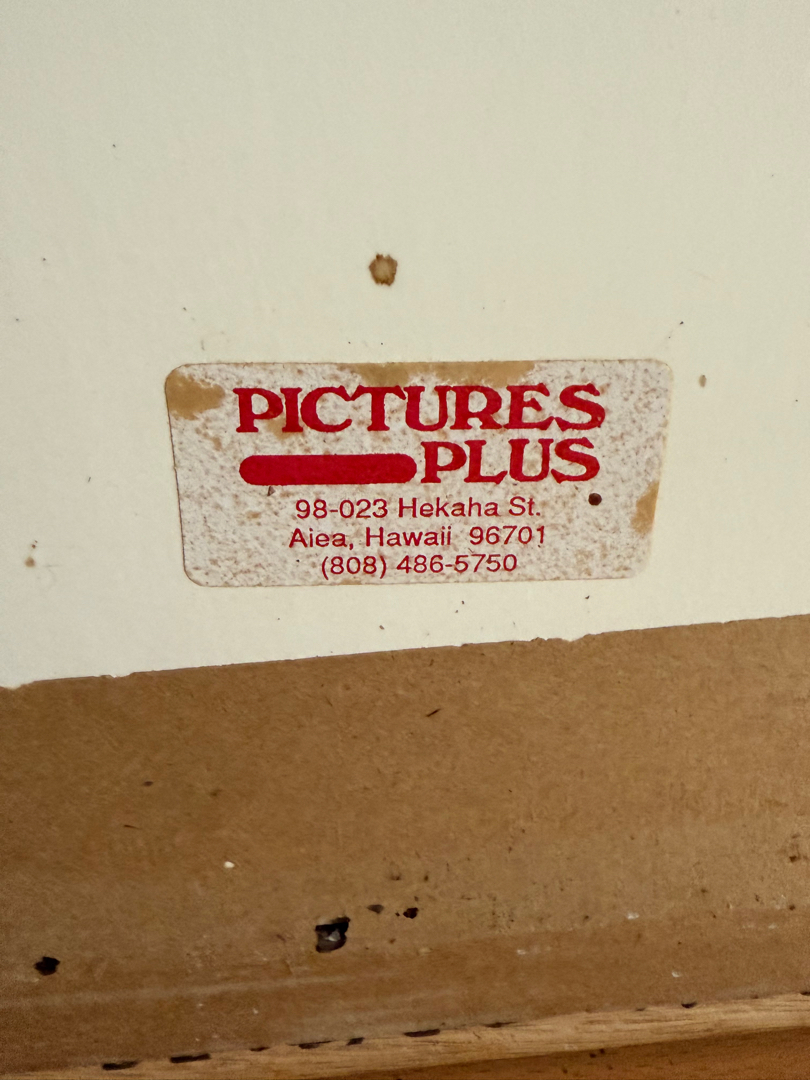 PICTURES
PLUS
98-023 Hekaha St.
Aiea, Hawaii 96701
(808) 486-5750